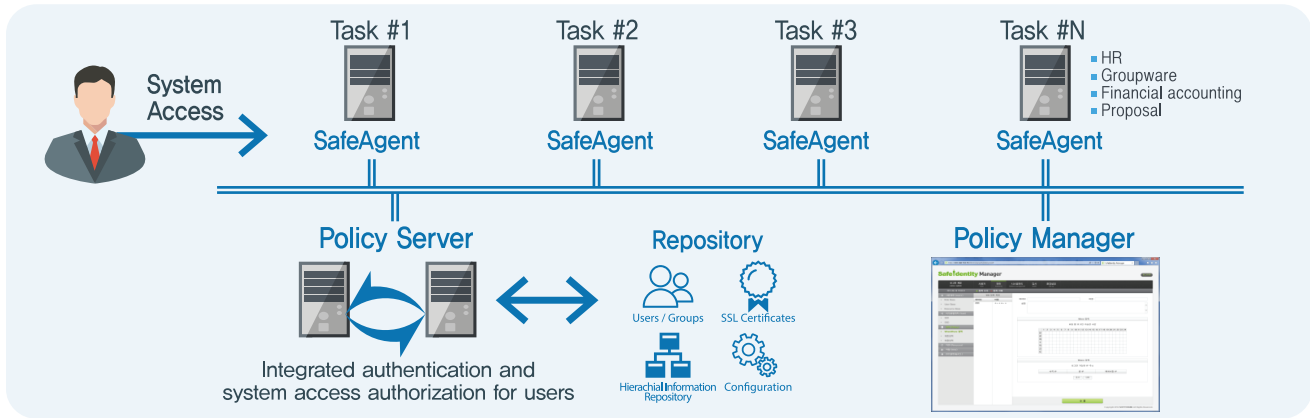 Task #1
Task #2
Task #3
Task #N
System
Access
HR
Groupware
Financial accounting
Proposal
SafeAgent
SafeAgent
SafeAgent
SafeAgent
Policy Server
Repository
Policy Manager
Users / Groups
SSL Certificates
Hierachial Information
Repository
Configuration
Integrated authentication and
system access authorization for users
SafeIdentity Manager